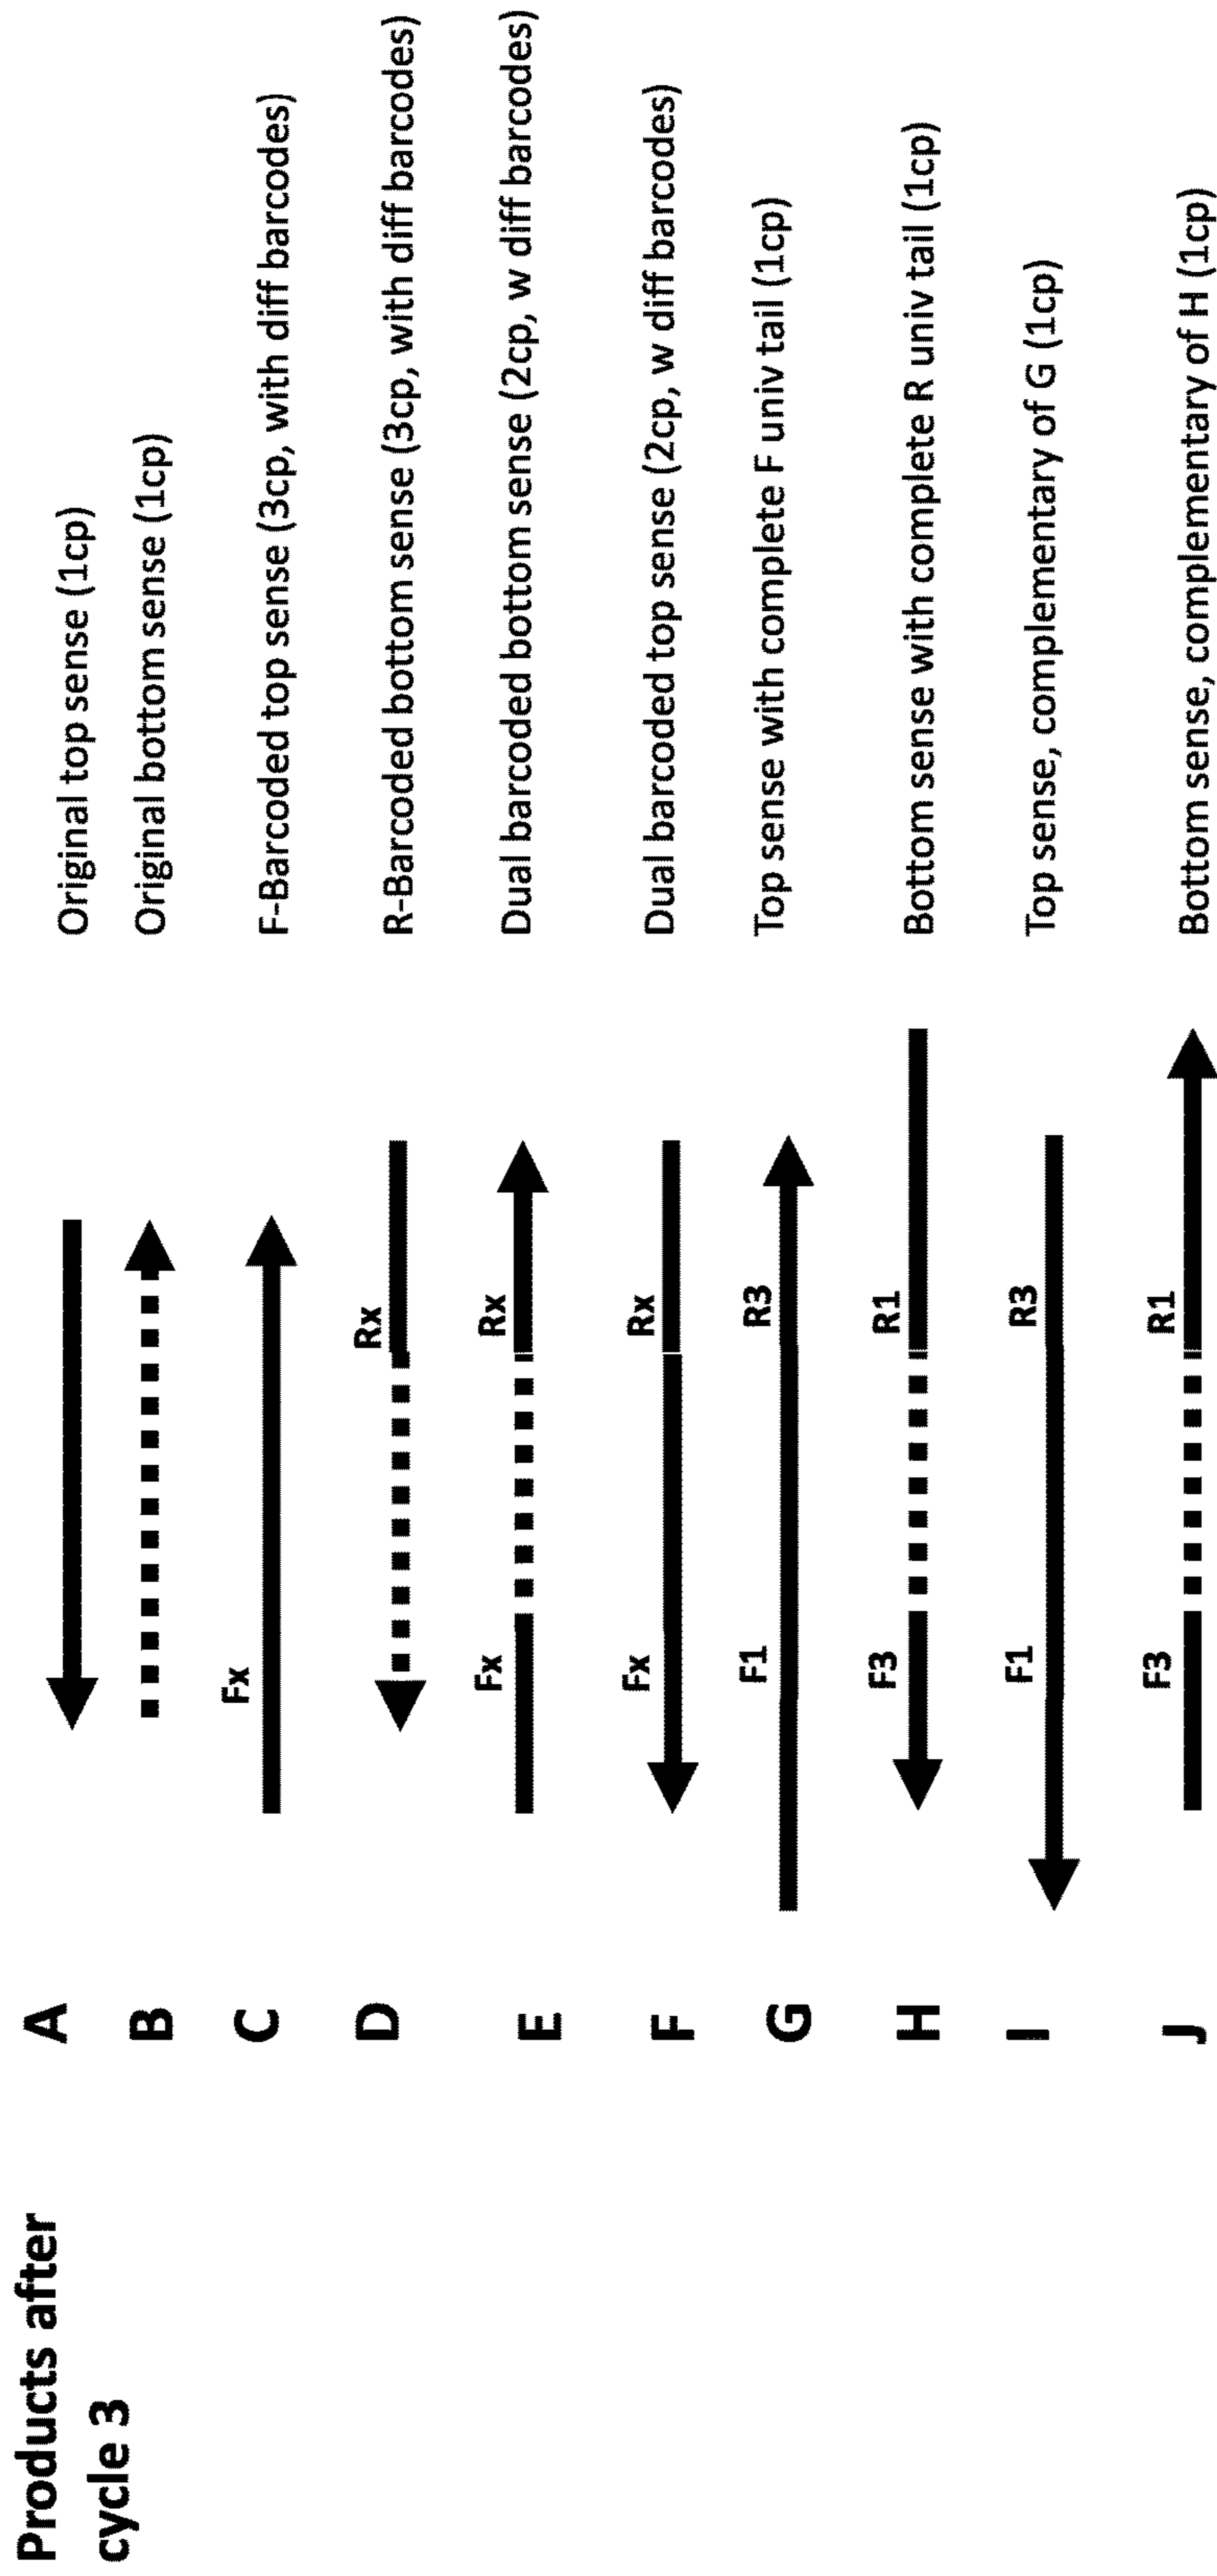 Products after
cycle 3
A
Original top sense (1cp)
B
Original bottom sense (1cp)
C
Fx
F-Barcoded top sense (3cp, with diff barcodes)
D
Rx
R-Barcoded bottom sense (3cp, with diff barcodes)
E
Fx
Rx
Dual barcoded bottom sense (2cp, w diff barcodes)
F
Fx
Rx
Dual barcoded top sense (2cp, w diff barcodes)
G
F1
R3
Top sense with complete F univ tail (1cp)
H
F3
R1
Bottom sense with complete R univ tail (1cp)
I
F1
R3
Top sense, complementary of G (1cp)
J
F3
R1
Bottom sense, complementary of H (1cp)